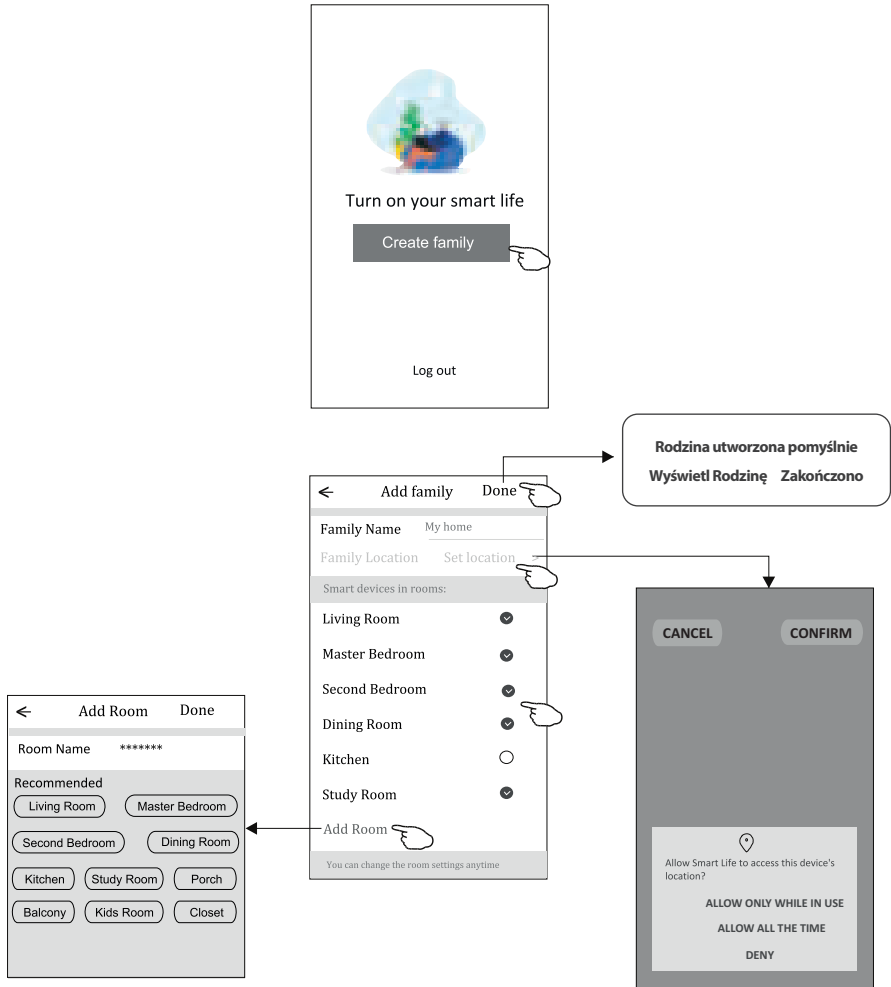 Turn on your smart life
Create family
Log out
Rodzina utworzona pomyślnie
Wyświetl Rodzinę Zakończono
Add family Done
Family Name My home
Family Location Set location >
Smart devices in rooms:
Living Room
Master Bedroom
Second Bedroom
Dining Room
Kitchen
Study Room
Add Room
You can change the room settings anytime
CANCEL CONFIRM
Allow Smart Life to access this device's
location?
ALLOW ONLY WHILE IN USE
ALLOW ALL THE TIME
DENY
Add Room Done
Room Name *******
Recommended
Living Room Master Bedroom
Second Bedroom Dining Room
Kitchen Study Room Porch
Balcony Kids Room Closet